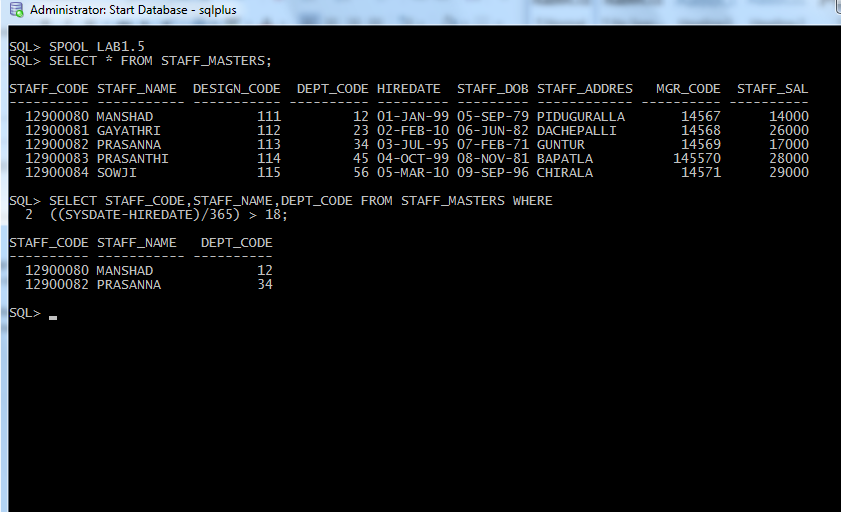 Administrator: Start Database - sqlplus
SQL> SPOOL LAB1.5
SQL> SELECT * FROM STAFF_MASTERS;
STAFF_CODE STAFF_NAME  DESIGN_CODE  DEPT_CODE HIREDATE  STAFF_DOB STAFF_ADDRES   MGR_CODE  STAFF_SAL
---------- ----------- ----------- ---------- --------- --------- ------------ ---------- ----------
  12900080 MANSHAD             111         12 01-JAN-99 05-SEP-79 PIDUGURALLA       14567      14000
  12900081 GAYATHRI            112         23 02-FEB-10 06-JUN-82 DACHEPALLI        14568      26000
  12900082 PRASANNA            113         34 03-JUL-95 07-FEB-71 GUNTUR            14569      17000
  12900083 PRASANTHI           114         45 04-OCT-99 08-NOV-81 BAPATLA          145570      28000
  12900084 SOWJI               115         56 05-MAR-10 09-SEP-96 CHIRALA           14571      29000
SQL> SELECT STAFF_CODE,STAFF_NAME,DEPT_CODE FROM STAFF_MASTERS WHERE
  2  ((SYSDATE-HIREDATE)/365) > 18;
STAFF_CODE STAFF_NAME   DEPT_CODE
---------- ----------- ----------
  12900080 MANSHAD             12
  12900082 PRASANNA            34
SQL> _